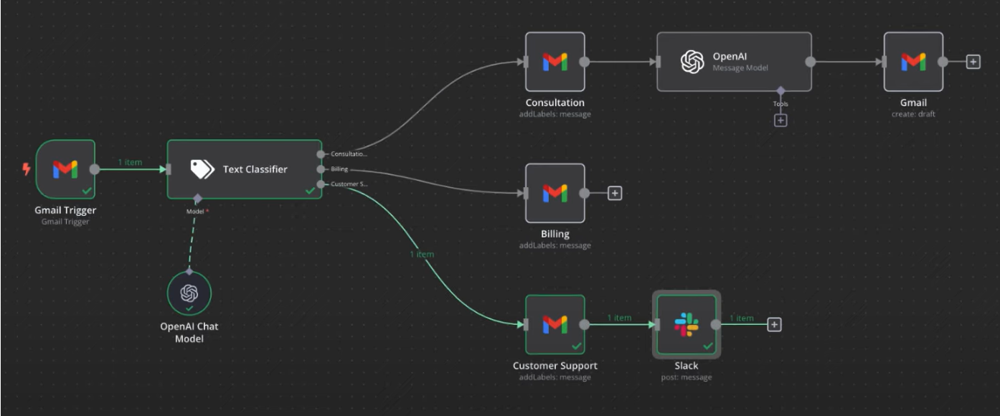 OpenAI
Message Model
Tools
Consultation
addLabels: message
Gmail
create: draft
1 item
Text Classifier
Consultatio...
Billing
Customer S...
Gmail Trigger
Gmail Trigger
Model *
Billing
addLabels: message
1 item
OpenAI Chat
Model
1 item
1 item
Customer Support
addLabels: message
Slack
post: message